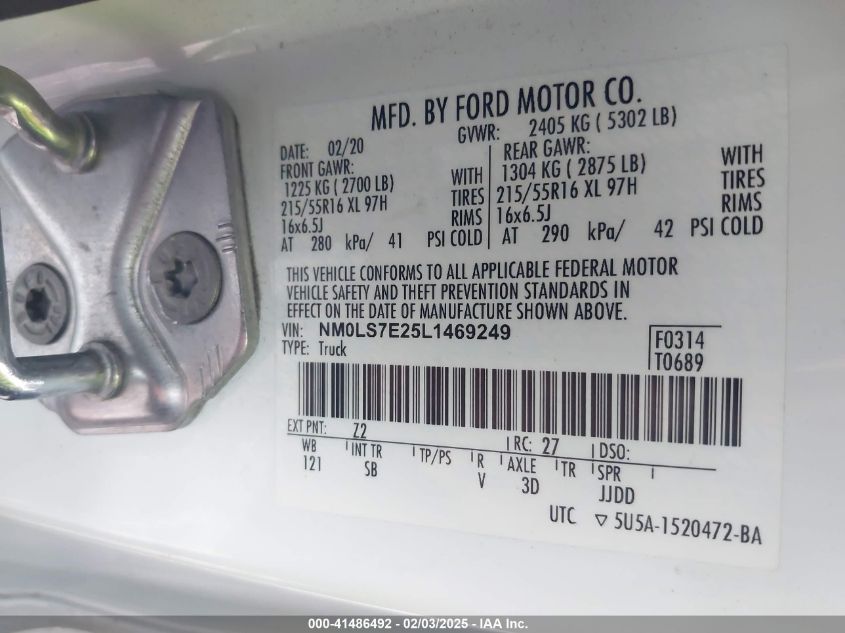 MFD. BY FORD MOTOR CO.
DATE: 02/20 GVWR: 2405 KG ( 5302 LB)
FRONT GAWR: REAR GAWR:
1225 KG ( 2700 LB) WITH 1304 KG ( 2875 LB) WITH
215/55R16 XL 97H TIRES 215/55R16 XL 97H TIRES
16x6.5J RIMS 16x6.5J RIMS
AT 280 kPa/ 41 PSI COLD AT 290 kPa/ 42 PSI COLD
THIS VEHICLE CONFORMS TO ALL APPLICABLE FEDERAL MOTOR
VEHICLE SAFETY AND THEFT PREVENTION STANDARDS IN
EFFECT ON THE DATE OF MANUFACTURE SHOWN ABOVE.
VIN: NM0LS7E25L1469249 F0314
TYPE: Truck T0689
EXT PNT: Z2 RC: 27 DSO:
WB INT TR TP/PS R AXLE TR SPR
121 SB V 3D JJDD
UTC ▽ 5U5A-1520472-BA
000-41486492 - 02/03/2025 - IAA Inc.